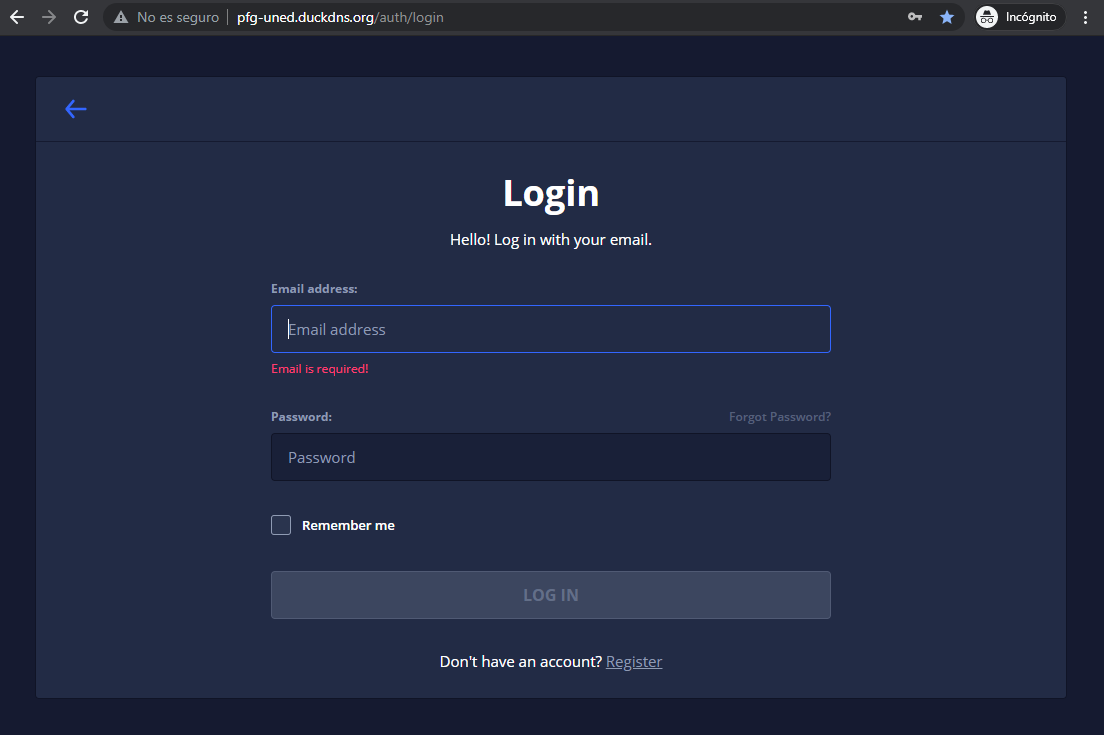 No es seguro | pfg-uned.duckdns.org/auth/login Incógnito
Login
Hello! Log in with your email.
Email address:
Email address
Email is required!
Password: Forgot Password?
Password
Remember me
LOG IN
Don't have an account? Register